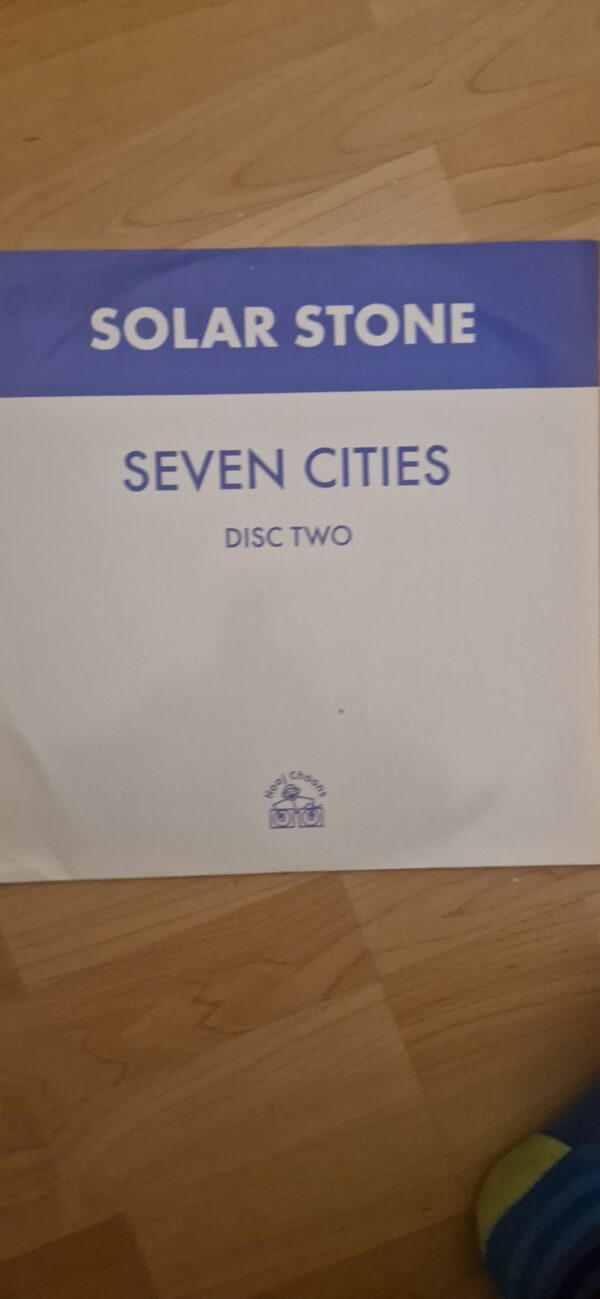 SOLAR STONE
SEVEN CITIES
DISC TWO
Hooj Choons